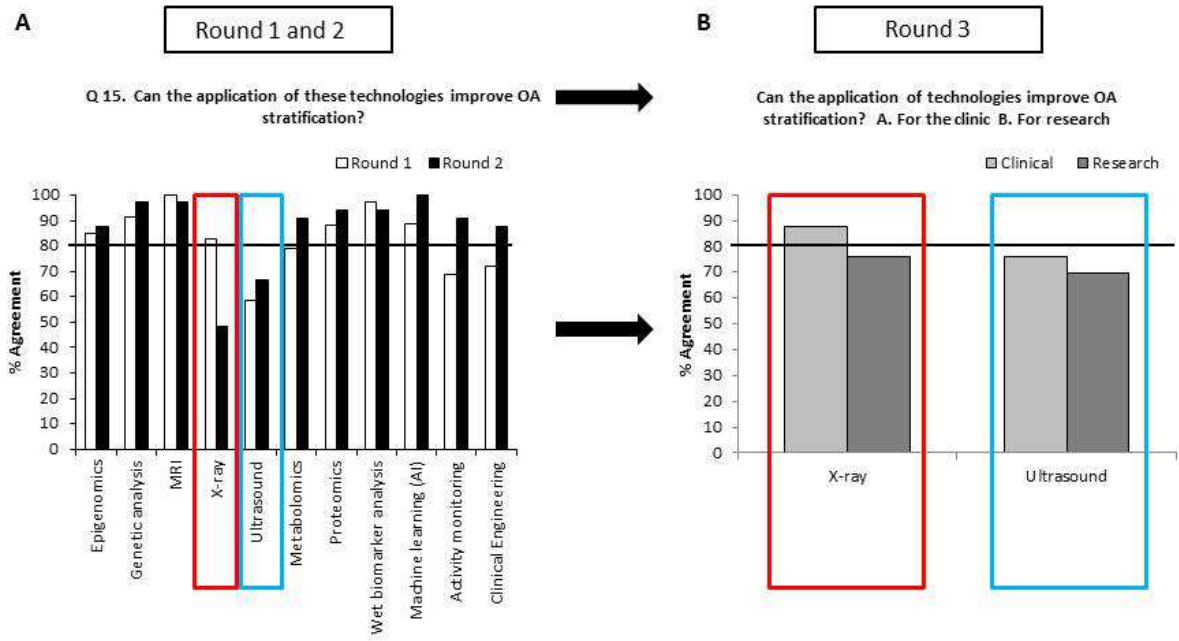 A
Round 1 and 2
Q 15. Can the application of these technologies improve OA
stratification?
Round 1
Round 2
% Agreement
100
90
80
70
60
50
40
30
20
10
0
Epigenomics
Genetic analysis
MRI
X-ray
Ultrasound
Metabolomics
Proteomics
Wet biomarker analysis
Machine learning (AI)
Activity monitoring
Clinical Engineering
B
Round 3
Can the application of technologies improve OA
stratification? A. For the clinic B. For research
Clinical
Research
% Agreement
100
90
80
70
60
50
40
30
20
10
0
X-ray
Ultrasound